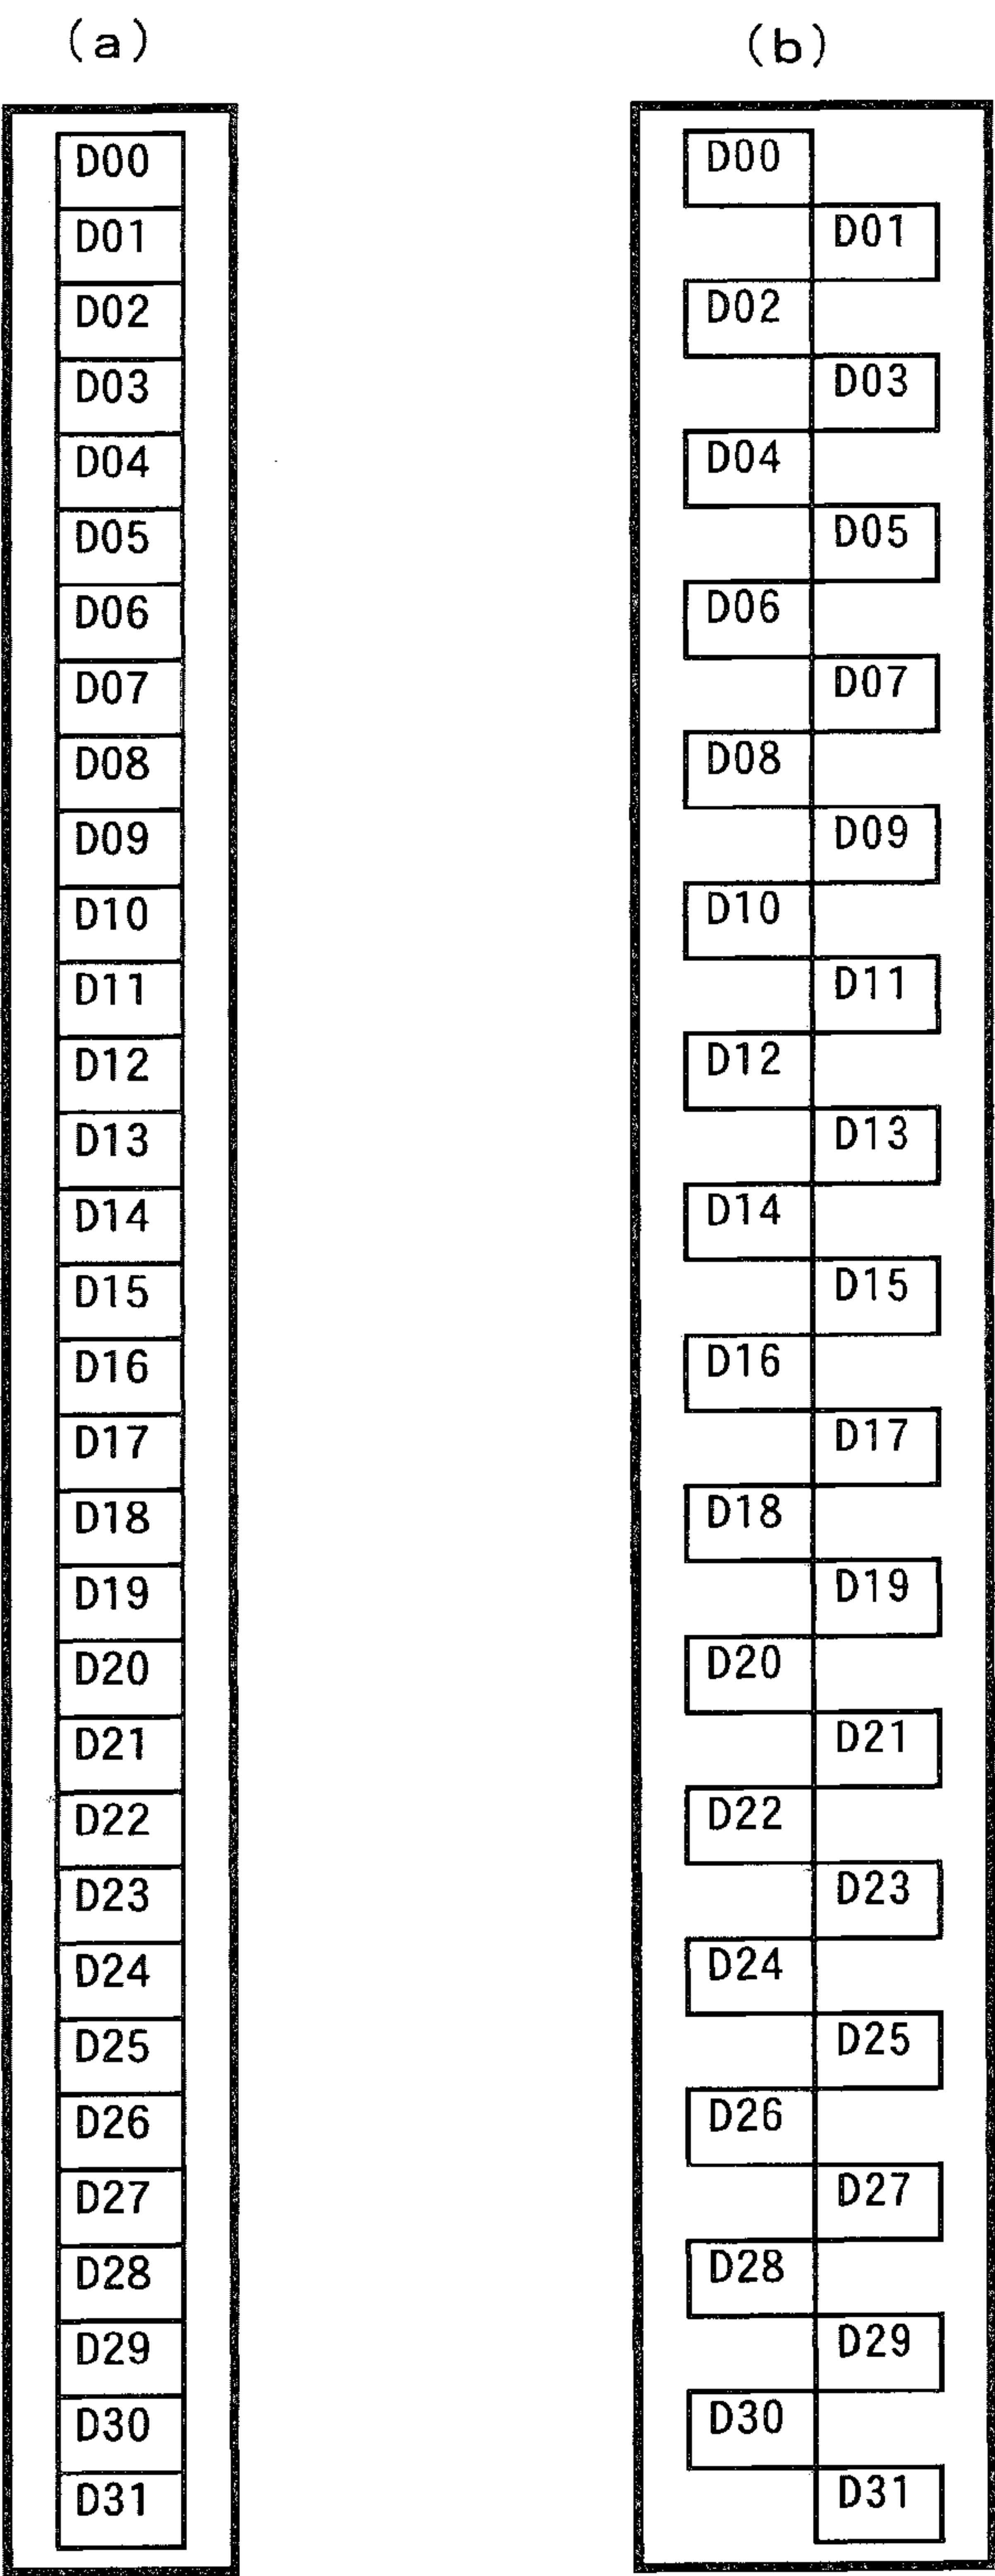 (a)
D00
D01
D02
D03
D04
D05
D06
D07
D08
D09
D10
D11
D12
D13
D14
D15
D16
D17
D18
D19
D20
D21
D22
D23
D24
D25
D26
D27
D28
D29
D30
D31
(b)
D00
D01
D02
D03
D04
D05
D06
D07
D08
D09
D10
D11
D12
D13
D14
D15
D16
D17
D18
D19
D20
D21
D22
D23
D24
D25
D26
D27
D28
D29
D30
D31